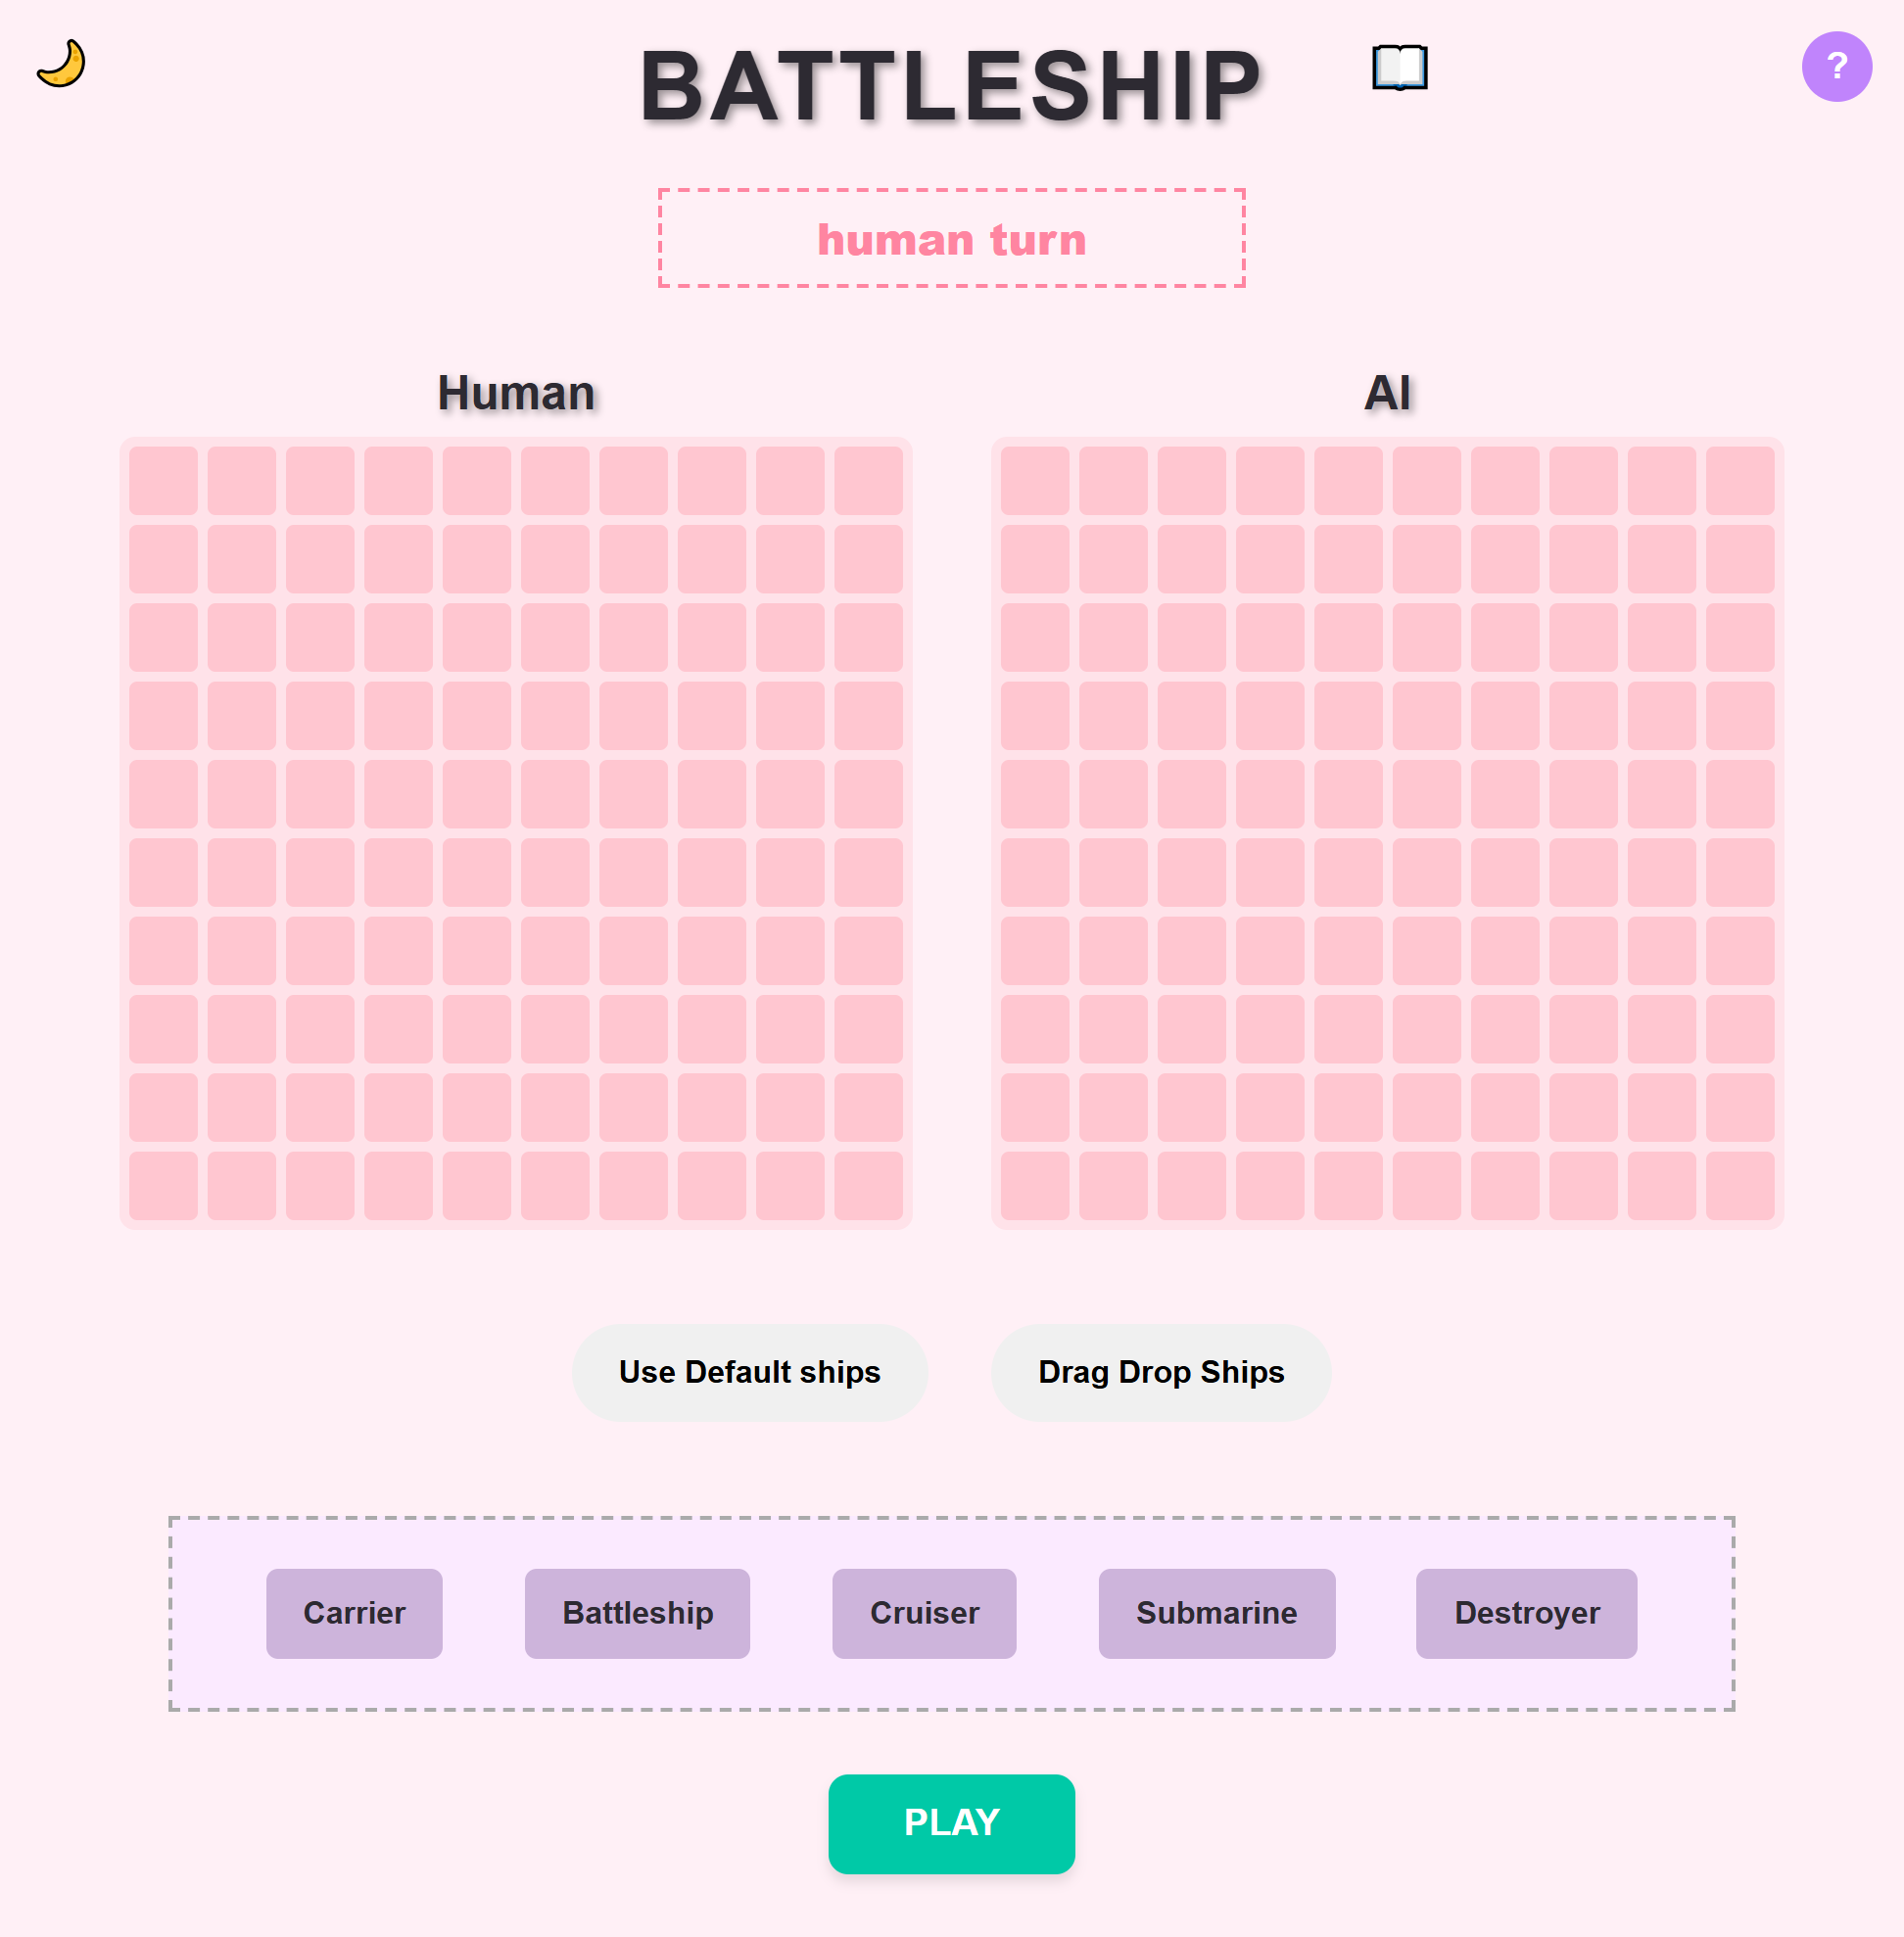 BATTLESHIP
?
human turn
Human
AI
Use Default ships
Drag Drop Ships
Carrier
Battleship
Cruiser
Submarine
Destroyer
PLAY